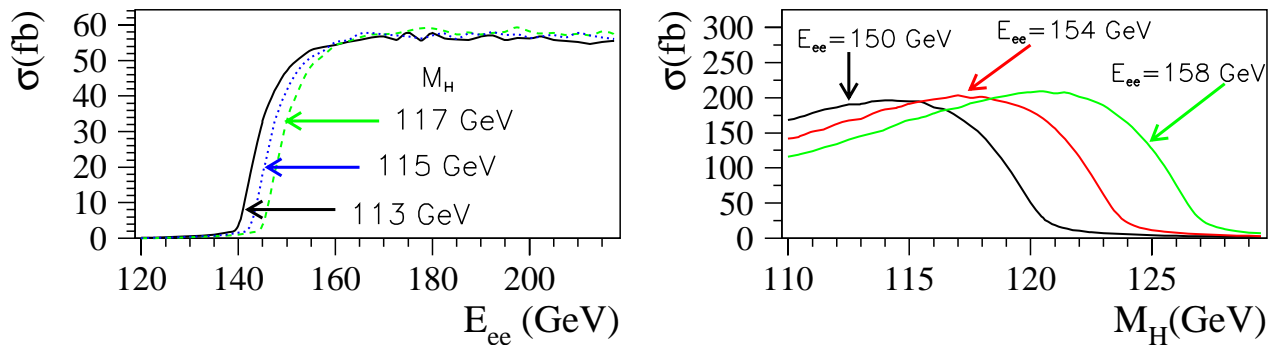 σ(fb)
60
50
40
30
20
10
0
M_H
117 GeV
115 GeV
113 GeV
120 140 160 180 200
E_ee (GeV)
σ(fb)
300
250
200
150
100
50
0
E_ee=150 GeV
E_ee=154 GeV
E_ee=158 GeV
110 115 120 125
M_H(GeV)